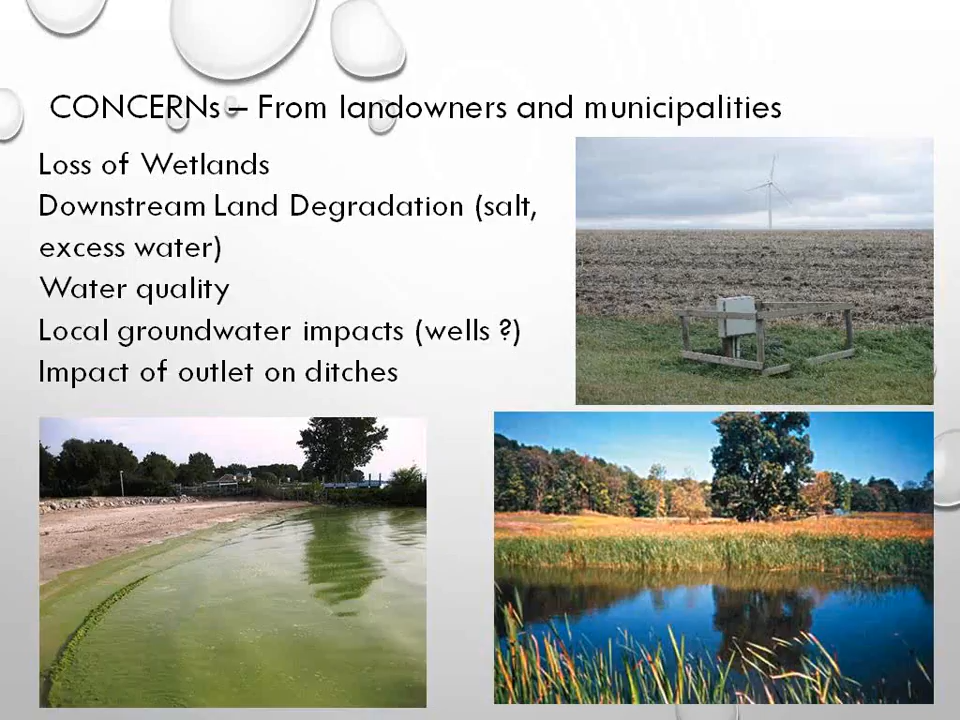 CONCERNs – From landowners and municipalities
Loss of Wetlands
Downstream Land Degradation (salt,
excess water)
Water quality
Local groundwater impacts (wells ?)
Impact of outlet on ditches